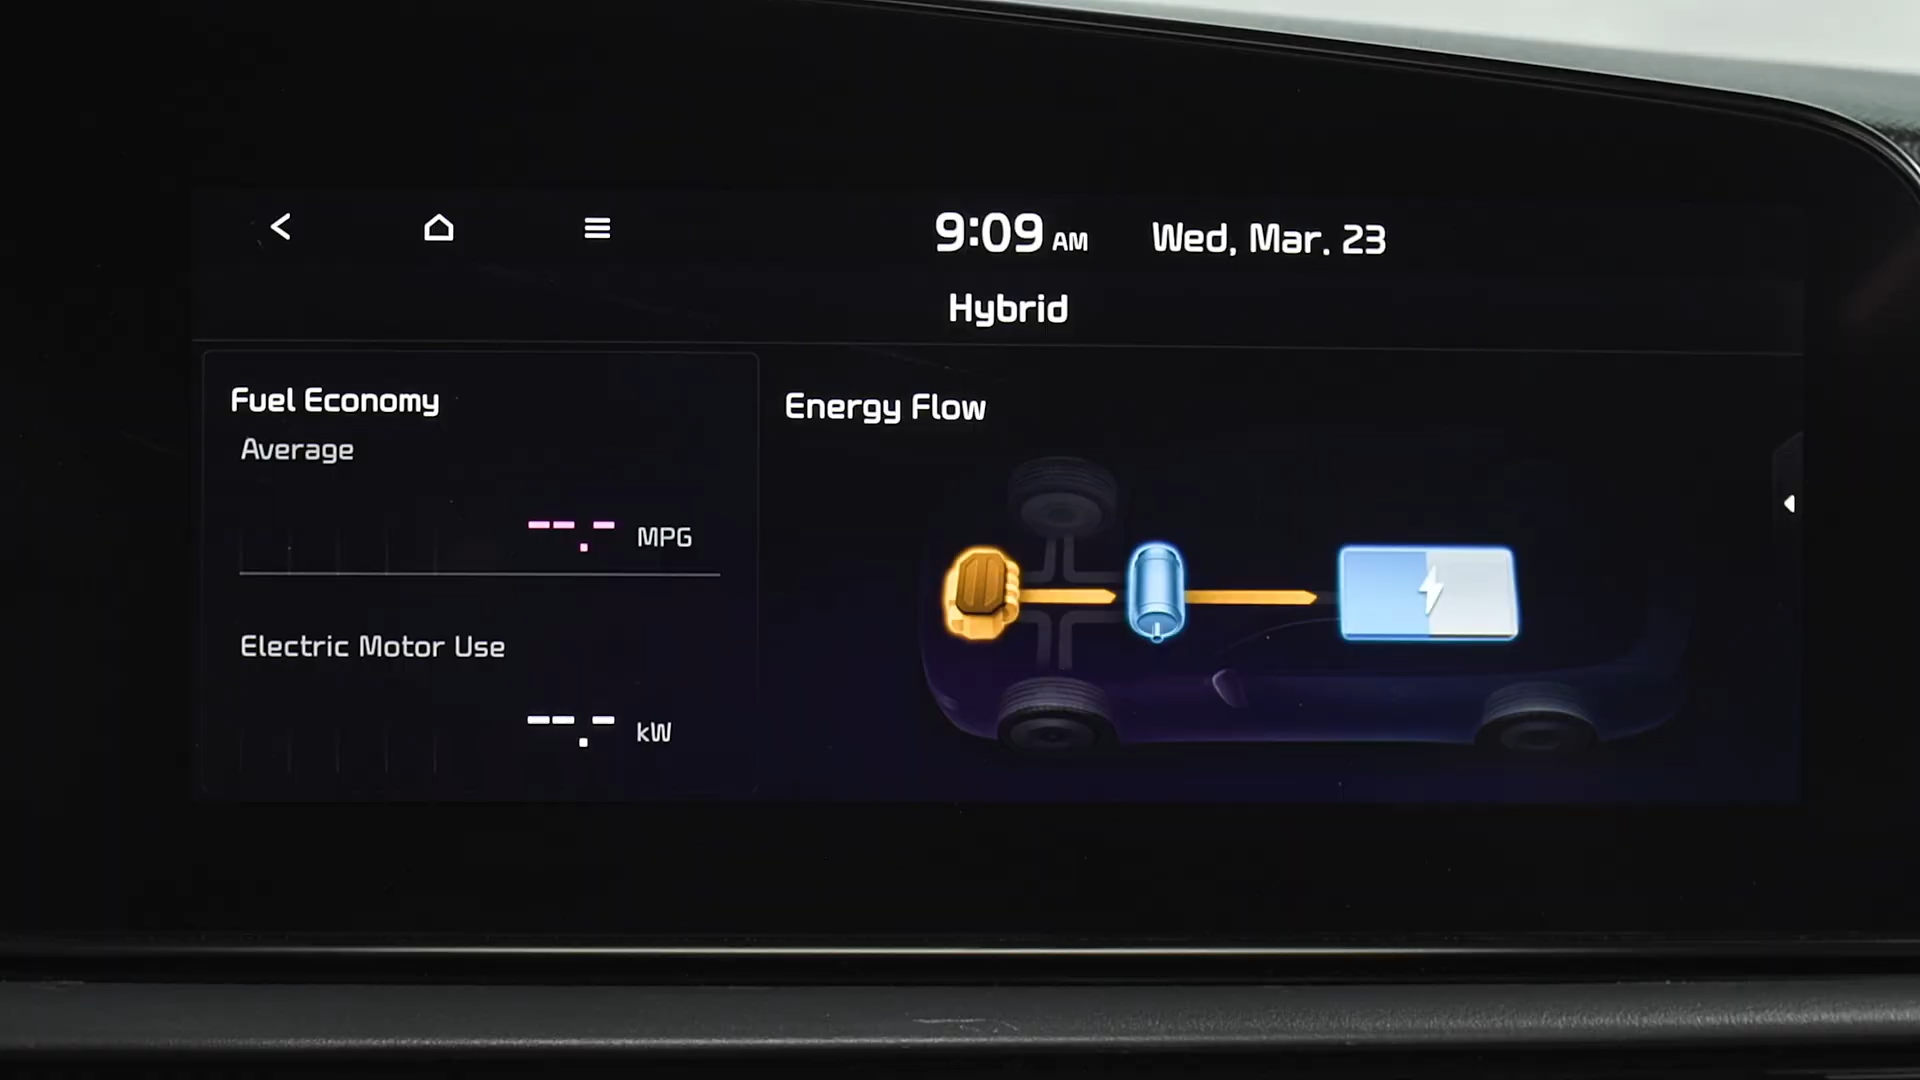 9:09 AM Wed, Mar. 23
Hybrid
Fuel Economy
Average
--.- MPG
Electric Motor Use
--.- kW
Energy Flow